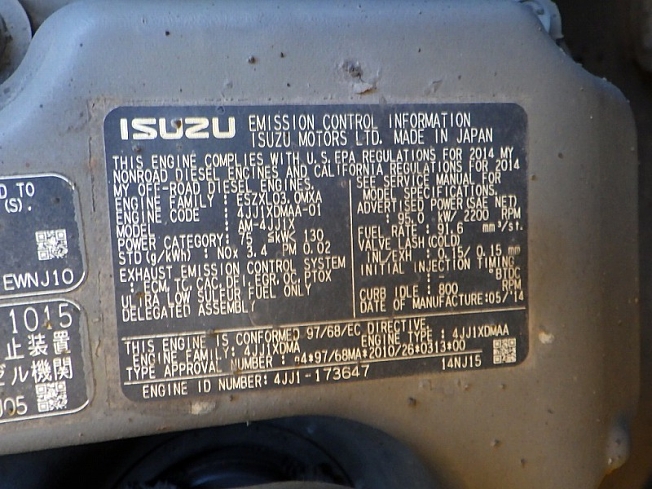 ISUZU EMISSION CONTROL INFORMATION
ISUZU MOTORS LTD. MADE IN JAPAN
THIS ENGINE COMPLIES WITH U.S. EPA REGULATIONS FOR 2014 MY
NONROAD DIESEL ENGINES AND CALIFORNIA REGULATIONS FOR 2014
MY OFF-ROAD DIESEL ENGINES.
ENGINE FAMILY : ESZXL03.0MXA
ENGINE CODE : 4JJ1XDMAA-01
MODEL : AM-4JJ1X
POWER CATEGORY: 75 ≤kW< 130
STD(g/kWh) : NOx 3.4 PM 0.02
EXHAUST EMISSION CONTROL SYSTEM
: ECM, TC, CAC, DFI, EGR, OC, PTOX
ULTRA LOW SULFUR FUEL ONLY
DELEGATED ASSEMBLY
SEE SERVICE MANUAL FOR
MODEL SPECIFICATIONS.
ADVERTISED POWER(SAE NET)
: 95.0 kW/ 2200 RPM
FUEL RATE : 91.6 mm³/st.
VALVE LASH (COLD)
INL/EXH : 0.15/ 0.15 mm
INITIAL INJECTION TIMING
: - °BTDC
CURB IDLE : 800 RPM
DATE OF MANUFACTURE:05/'14
THIS ENGINE IS CONFORMED 97/68/EC DIRECTIVE
ENGINE FAMILY: 4JJ1XDMA ENGINE TYPE: 4JJ1XDMAA
TYPE APPROVAL NUMBER : e4*97/68MA*2010/26*0313*00
14NJ15
ENGINE ID NUMBER: 4JJ1-173647
D TO
(S).
EWNJ10
1015
止装置
ゼル機関
J05